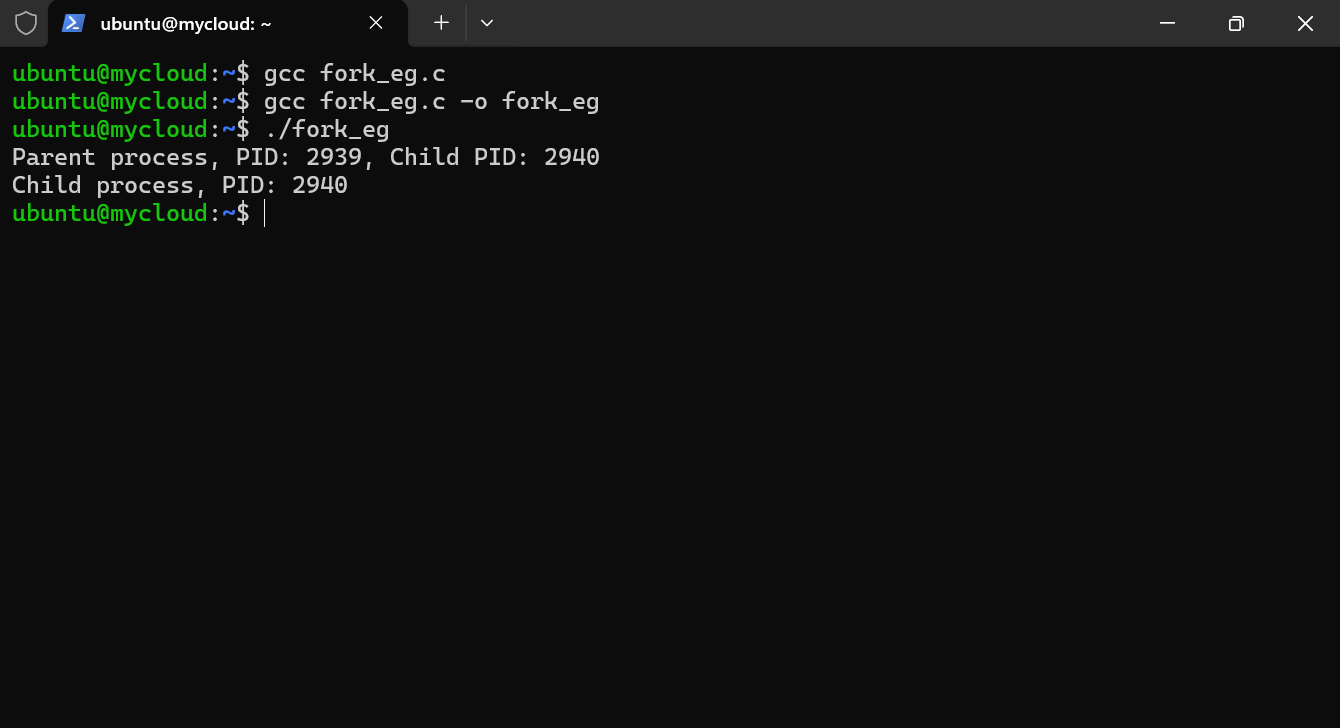 ubuntu@mycloud: ~
ubuntu@mycloud:~$ gcc fork_eg.c
ubuntu@mycloud:~$ gcc fork_eg.c -o fork_eg
ubuntu@mycloud:~$ ./fork_eg
Parent process, PID: 2939, Child PID: 2940
Child process, PID: 2940
ubuntu@mycloud:~$